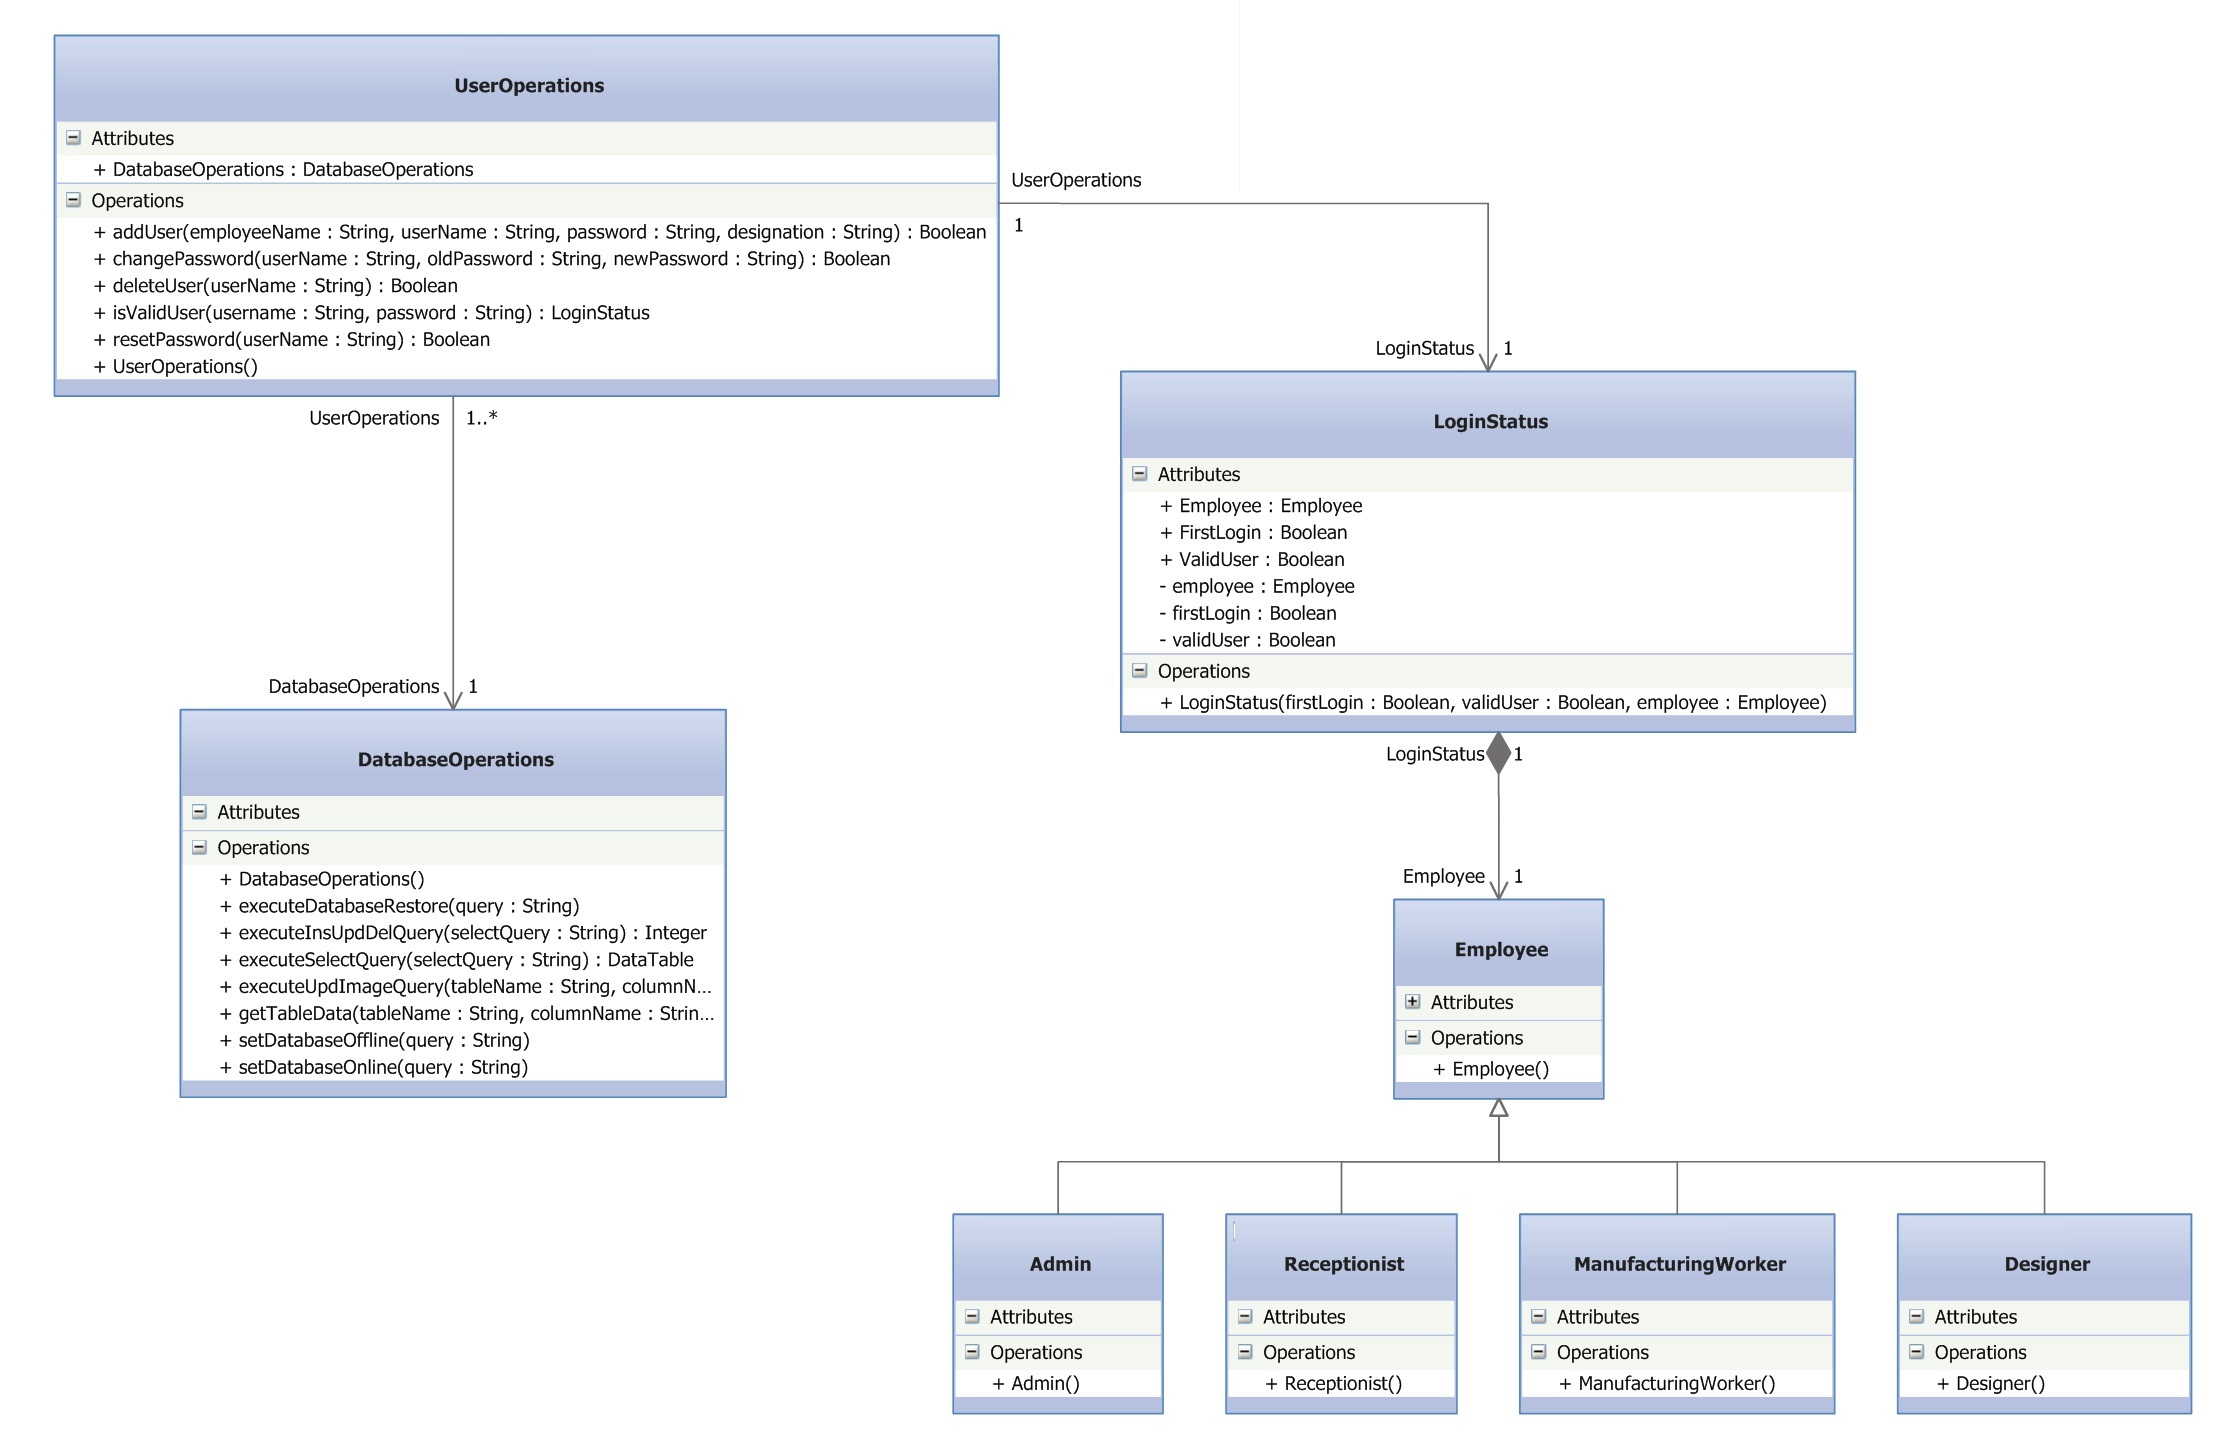 UserOperations
Attributes
+ DatabaseOperations : DatabaseOperations
Operations
+ addUser(employeeName : String, userName : String, password : String, designation : String) : Boolean
+ changePassword(userName : String, oldPassword : String, newPassword : String) : Boolean
+ deleteUser(userName : String) : Boolean
+ isValidUser(username : String, password : String) : LoginStatus
+ resetPassword(userName : String) : Boolean
+ UserOperations()
UserOperations
1
LoginStatus 1
UserOperations 1..*
DatabaseOperations 1
DatabaseOperations
Attributes
Operations
+ DatabaseOperations()
+ executeDatabaseRestore(query : String)
+ executeInsUpdDelQuery(selectQuery : String) : Integer
+ executeSelectQuery(selectQuery : String) : DataTable
+ executeUpdImageQuery(tableName : String, columnN...
+ getTableData(tableName : String, columnName : Strin...
+ setDatabaseOffline(query : String)
+ setDatabaseOnline(query : String)
LoginStatus
Attributes
+ Employee : Employee
+ FirstLogin : Boolean
+ ValidUser : Boolean
- employee : Employee
- firstLogin : Boolean
- validUser : Boolean
Operations
+ LoginStatus(firstLogin : Boolean, validUser : Boolean, employee : Employee)
LoginStatus 1
Employee 1
Employee
Attributes
Operations
+ Employee()
Admin
Attributes
Operations
+ Admin()
Receptionist
Attributes
Operations
+ Receptionist()
ManufacturingWorker
Attributes
Operations
+ ManufacturingWorker()
Designer
Attributes
Operations
+ Designer()